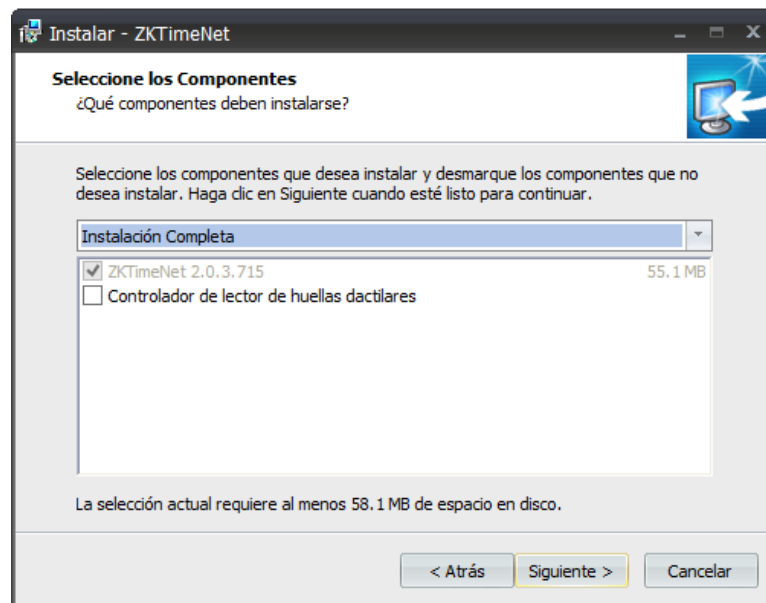 Instalar - ZKTimeNet
Seleccione los Componentes
¿Qué componentes deben instalarse?
Seleccione los componentes que desea instalar y desmarque los componentes que no
desea instalar. Haga clic en Siguiente cuando esté listo para continuar.
Instalación Completa
ZKTimeNet 2.0.3.715 55.1 MB
Controlador de lector de huellas dactilares
La selección actual requiere al menos 58.1 MB de espacio en disco.
< Atrás Siguiente > Cancelar